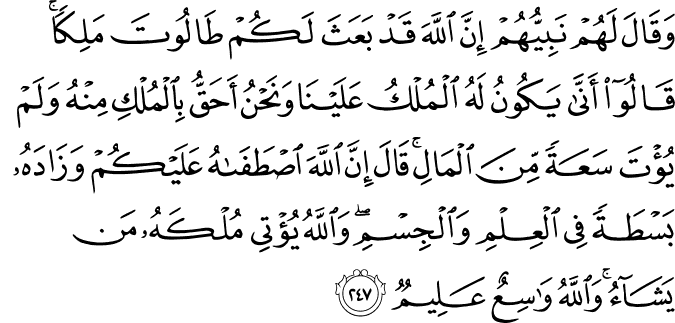 وَقَالَ لَهُمْ نَبِيُّهُمْ إِنَّ ٱللَّهَ قَدْ بَعَثَ لَكُمْ طَالُوتَ مَلِكًا ۚ
قَالُوٓا۟ أَنَّىٰ يَكُونُ لَهُ ٱلْمُلْكُ عَلَيْنَا وَنَحْنُ أَحَقُّ بِٱلْمُلْكِ مِنْهُ وَلَمْ
يُؤْتَ سَعَةً مِّنَ ٱلْمَالِ ۚ قَالَ إِنَّ ٱللَّهَ ٱصْطَفَىٰهُ عَلَيْكُمْ وَزَادَهُۥ
بَسْطَةً فِى ٱلْعِلْمِ وَٱلْجِسْمِ ۖ وَٱللَّهُ يُؤْتِى مُلْكَهُۥ مَن
يَشَآءُ ۚ وَٱللَّهُ وَٰسِعٌ عَلِيمٌ ٢٤٧